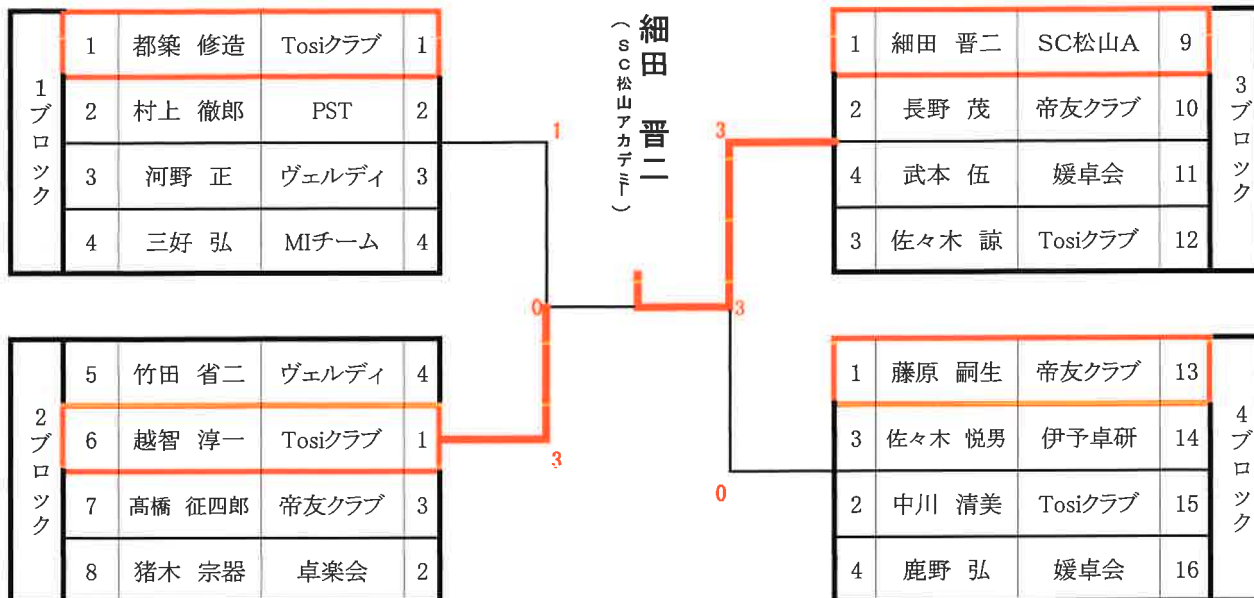 1ブロック
1 都築 修造 Tosiクラブ 1
2 村上 徹郎 PST 2
3 河野 正 ヴェルディ 3
4 三好 弘 MIチーム 4
2ブロック
5 竹田 省二 ヴェルディ 4
6 越智 淳一 Tosiクラブ 1
7 髙橋 征四郎 帝友クラブ 3
8 猪木 宗器 卓楽会 2
1
0
3
細田 晋二
(SC松山アカデミー)
3
3
0
3ブロック
1 細田 晋二 SC松山A 9
2 長野 茂 帝友クラブ 10
4 武本 伍 媛卓会 11
3 佐々木 諒 Tosiクラブ 12
4ブロック
1 藤原 嗣生 帝友クラブ 13
3 佐々木 悦男 伊予卓研 14
2 中川 清美 Tosiクラブ 15
4 鹿野 弘 媛卓会 16